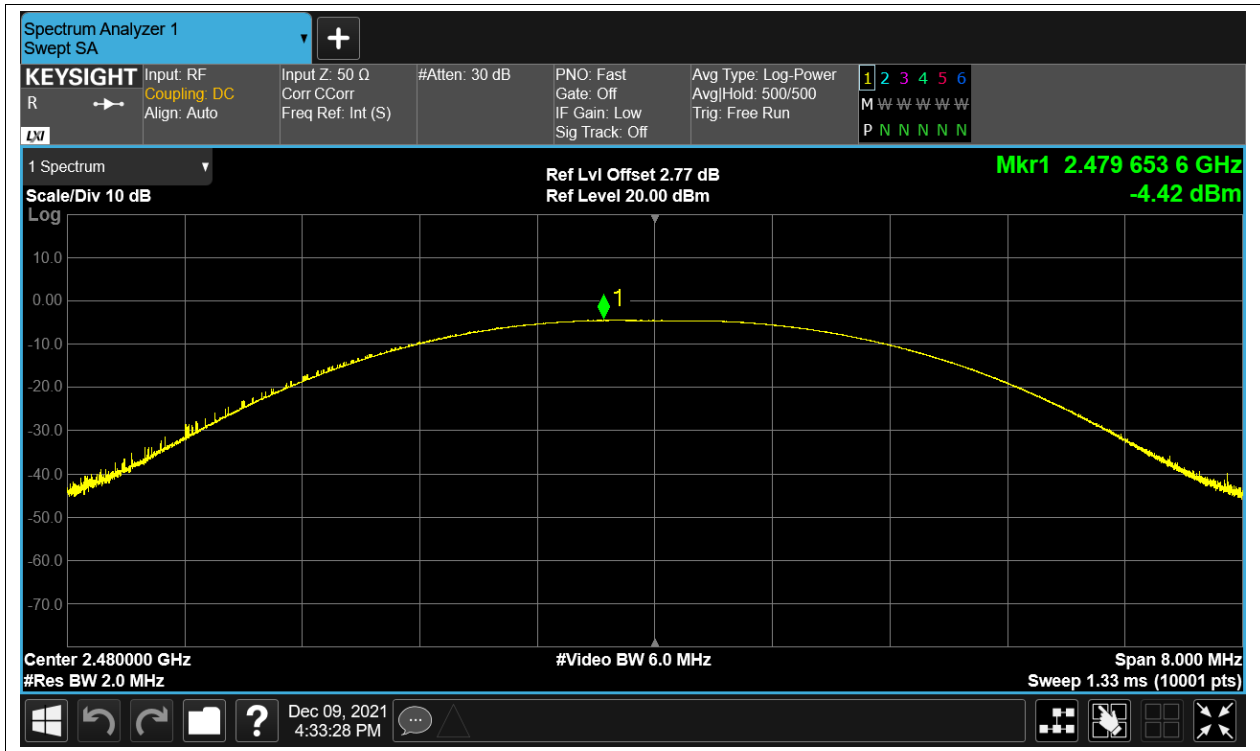 Spectrum Analyzer 1
Swept SA
+
KEYSIGHT
R
LXI
Input: RF
Coupling: DC
Align: Auto
Input Z: 50 Ω
Corr CCorr
Freq Ref: Int (S)
#Atten: 30 dB
PNO: Fast
Gate: Off
IF Gain: Low
Sig Track: Off
Avg Type: Log-Power
Avg|Hold: 500/500
Trig: Free Run
1 2 3 4 5 6
M W W W W W
P N N N N N
1 Spectrum
Scale/Div 10 dB
Log
Ref Lvl Offset 2.77 dB
Ref Level 20.00 dBm
Mkr1 2.479 653 6 GHz
-4.42 dBm
10.0
0.00
1
-10.0
-20.0
-30.0
-40.0
-50.0
-60.0
-70.0
Center 2.480000 GHz
#Video BW 6.0 MHz
Span 8.000 MHz
#Res BW 2.0 MHz
Sweep 1.33 ms (10001 pts)
?
Dec 09, 2021
4:33:28 PM